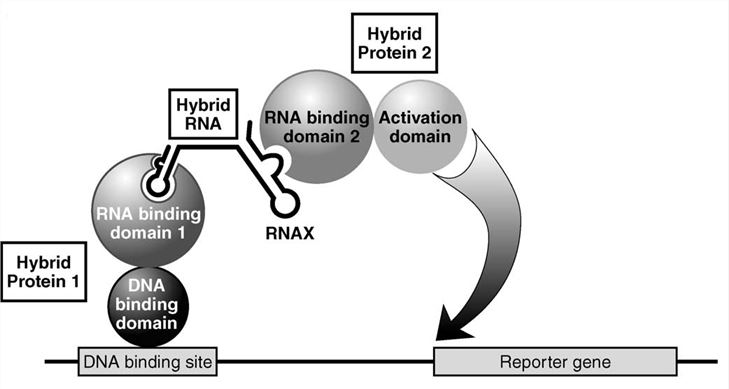 Hybrid
Protein 2
Hybrid
RNA
RNA binding
domain 2
Activation
domain
RNA binding
domain 1
RNAX
Hybrid
Protein 1
DNA
binding
domain
DNA binding site
Reporter gene